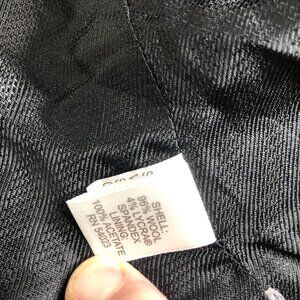 SHELL:
96% WOOL
4% LYCRA®
SPANDEX
LINING:
100% ACETATE
RN 54023